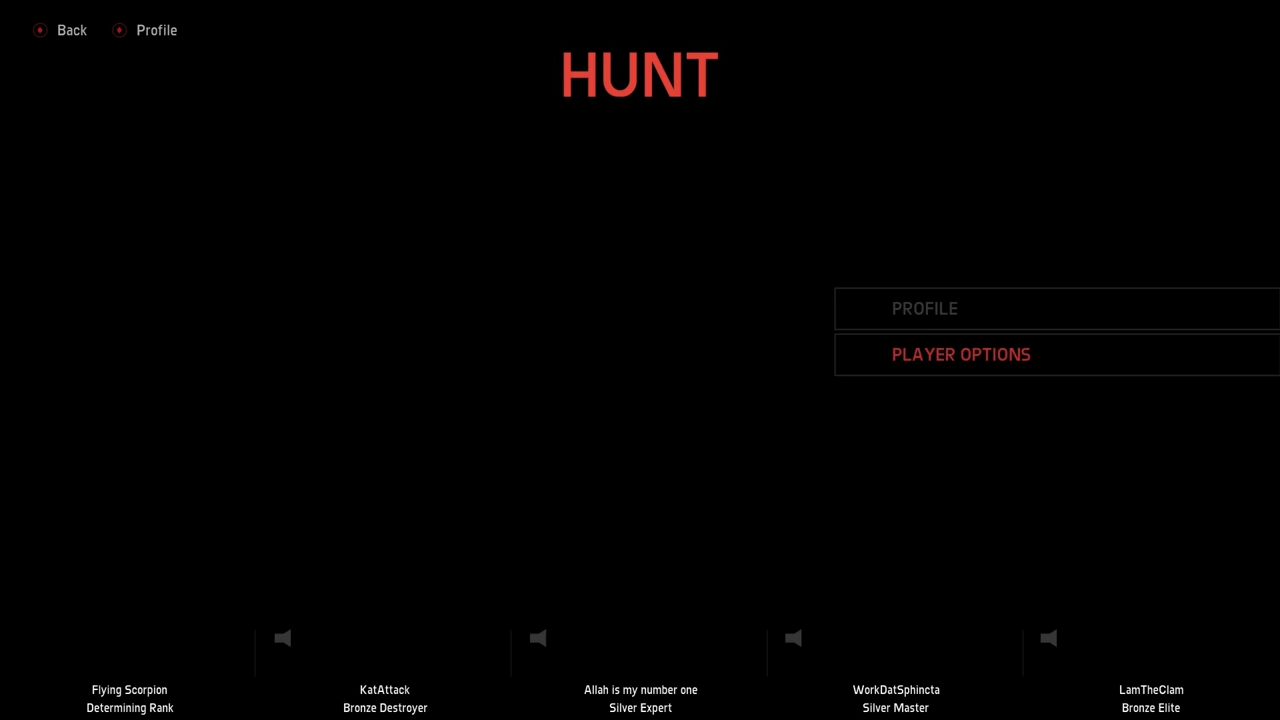 Back
Profile
HUNT
PROFILE
PLAYER OPTIONS
Flying Scorpion
Determining Rank
KatAttack
Bronze Destroyer
Allah is my number one
Silver Expert
WorkDatSphincta
Silver Master
LamTheClam
Bronze Elite